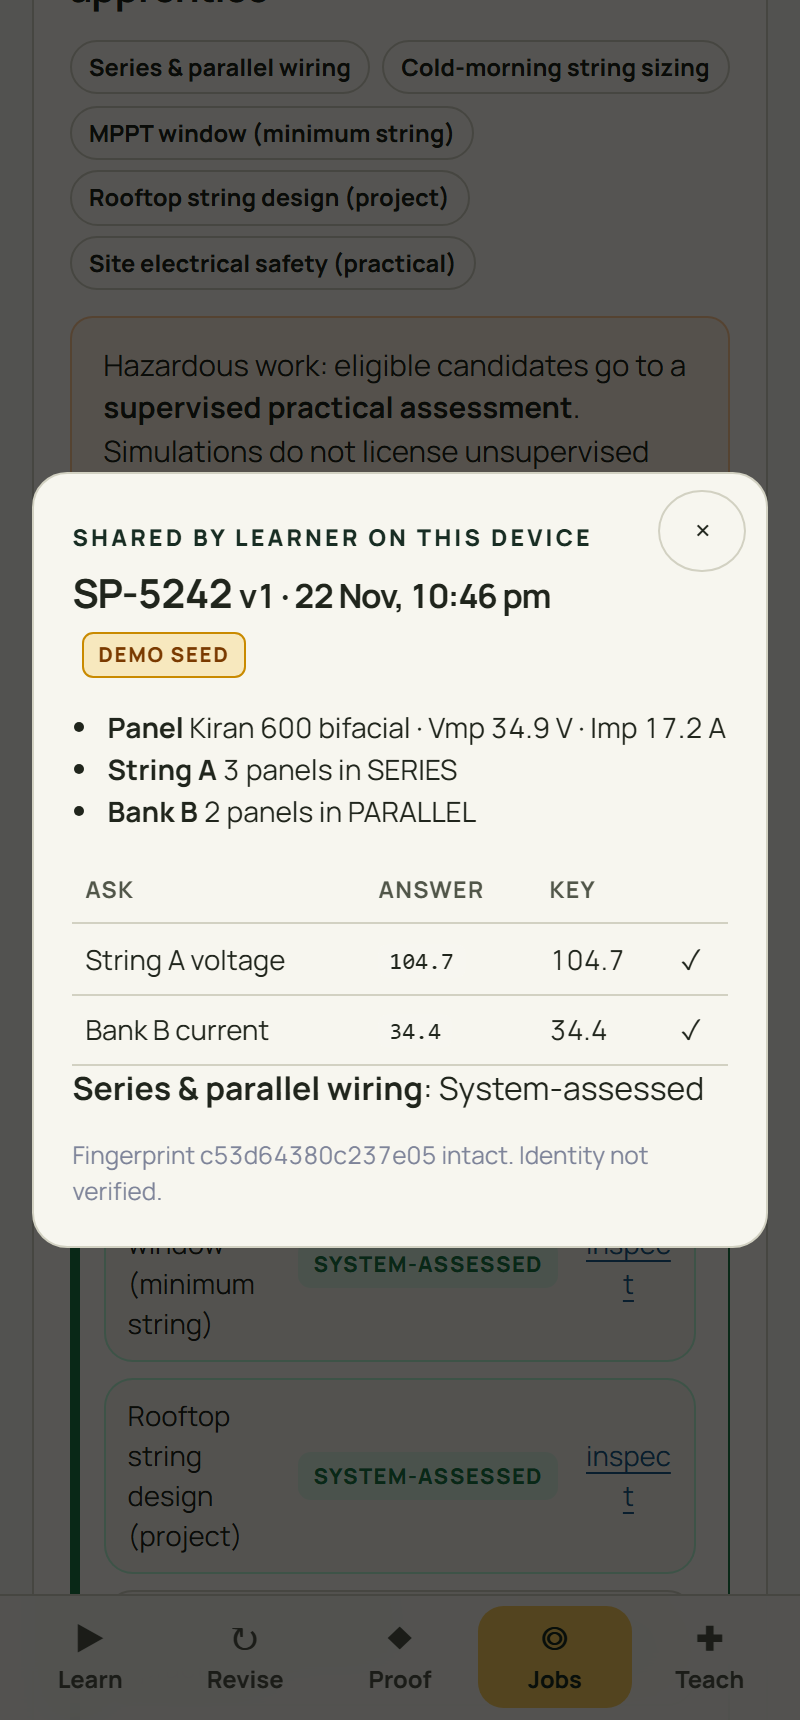 apprentice
Series & parallel wiring
Cold-morning string sizing
MPPT window (minimum string)
Rooftop string design (project)
Site electrical safety (practical)
Hazardous work: eligible candidates go to a
supervised practical assessment.
Simulations do not license unsupervised
SHARED BY LEARNER ON THIS DEVICE
×
SP-5242 v1 · 22 Nov, 10:46 pm
DEMO SEED
• Panel Kiran 600 bifacial · Vmp 34.9 V · Imp 17.2 A
• String A 3 panels in SERIES
• Bank B 2 panels in PARALLEL
ASK ANSWER KEY
String A voltage 104.7 104.7 ✓
Bank B current 34.4 34.4 ✓
Series & parallel wiring: System-assessed
Fingerprint c53d64380c237e05 intact. Identity not
verified.
window
(minimum
string)
SYSTEM-ASSESSED
inspec
t
Rooftop
string
design
(project)
SYSTEM-ASSESSED
inspec
t
Learn
Revise
Proof
Jobs
Teach